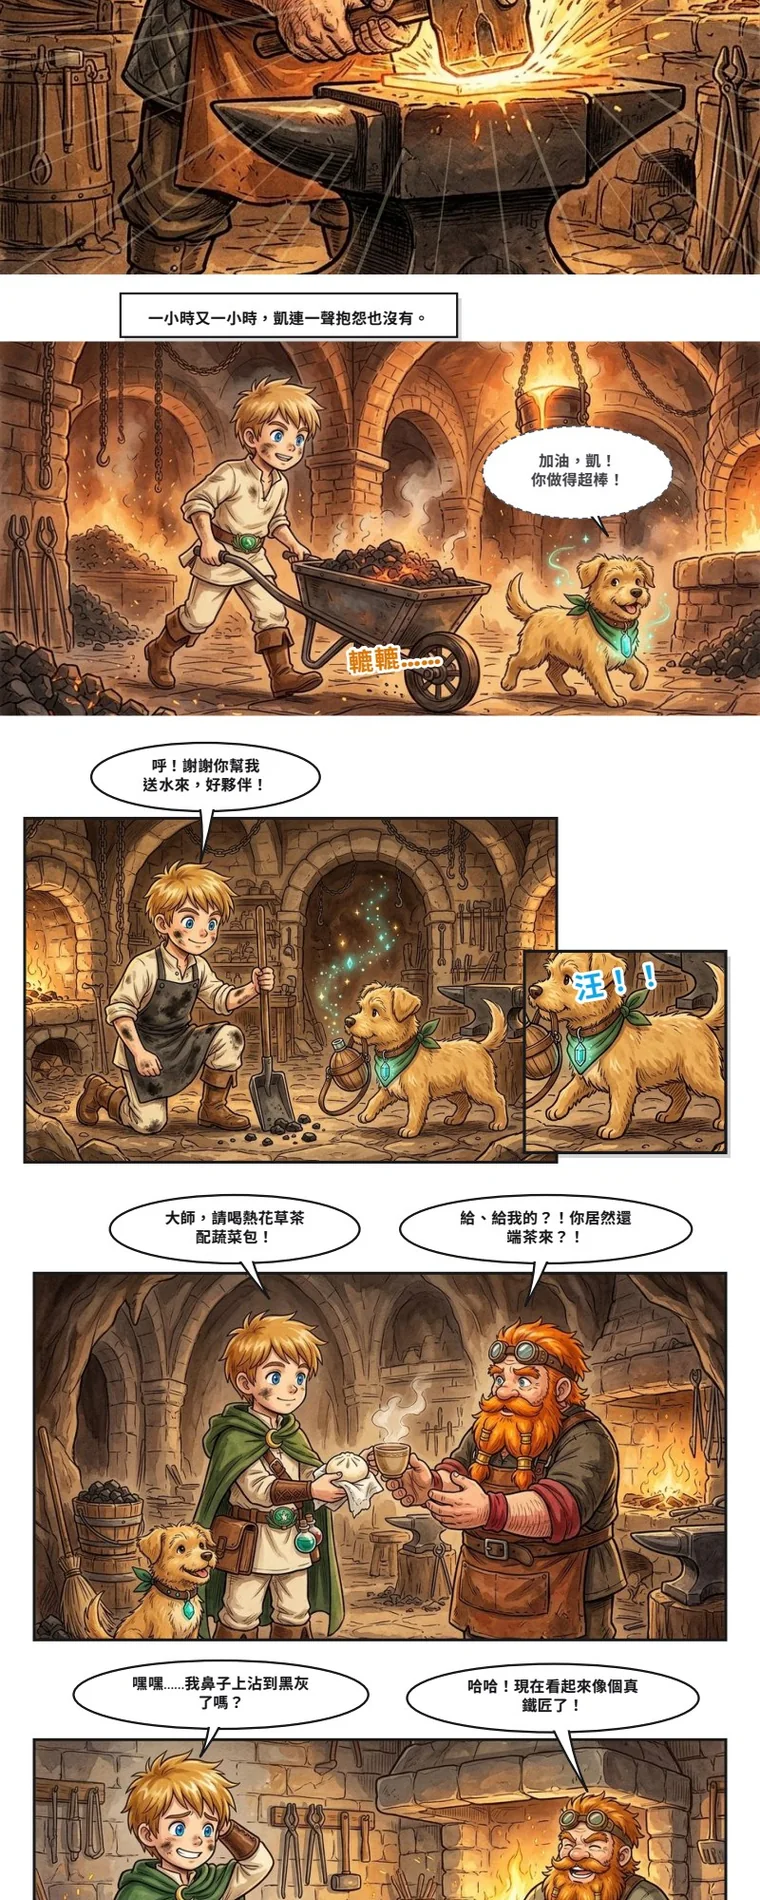 一小時又一小時，凱連一聲抱怨也沒有。
加油，凱！
你做得超棒！
轆轆……
呼！謝謝你幫我
送水來，好夥伴！
汪！！
大師，請喝熱花草茶
配蔬菜包！
給、給我的？！你居然還
端茶來？！
嘿嘿……我鼻子上沾到黑灰
了嗎？
哈哈！現在看起來像個真
鐵匠了！